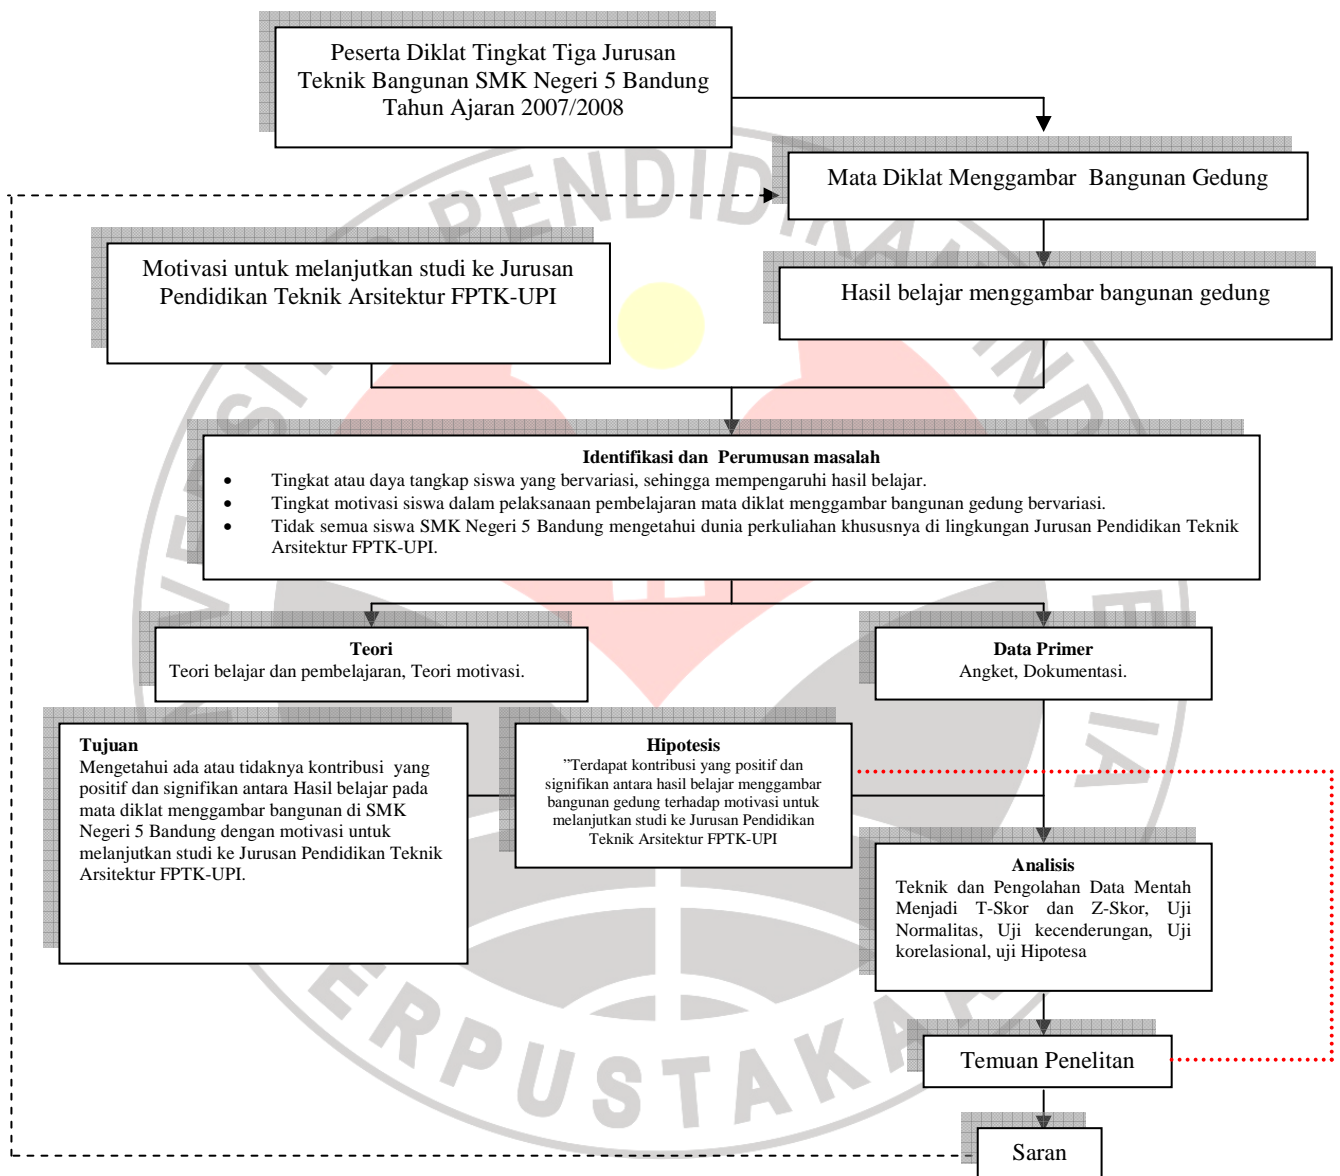 Peserta Diklat Tingkat Tiga Jurusan
Teknik Bangunan SMK Negeri 5 Bandung
Tahun Ajaran 2007/2008
Mata Diklat Menggambar Bangunan Gedung
Motivasi untuk melanjutkan studi ke Jurusan
Pendidikan Teknik Arsitektur FPTK-UPI
Hasil belajar menggambar bangunan gedung
Identifikasi dan Perumusan masalah
• Tingkat atau daya tangkap siswa yang bervariasi, sehingga mempengaruhi hasil belajar.
• Tingkat motivasi siswa dalam pelaksanaan pembelajaran mata diklat menggambar bangunan gedung bervariasi.
• Tidak semua siswa SMK Negeri 5 Bandung mengetahui dunia perkuliahan khususnya di lingkungan Jurusan Pendidikan Teknik
Arsitektur FPTK-UPI.
Teori
Teori belajar dan pembelajaran, Teori motivasi.
Data Primer
Angket, Dokumentasi.
Tujuan
Mengetahui ada atau tidaknya kontribusi yang
positif dan signifikan antara Hasil belajar pada
mata diklat menggambar bangunan di SMK
Negeri 5 Bandung dengan motivasi untuk
melanjutkan studi ke Jurusan Pendidikan Teknik
Arsitektur FPTK-UPI.
Hipotesis
”Terdapat kontribusi yang positif dan
signifikan antara hasil belajar menggambar
bangunan gedung terhadap motivasi untuk
melanjutkan studi ke Jurusan Pendidikan
Teknik Arsitektur FPTK-UPI
Analisis
Teknik dan Pengolahan Data Mentah
Menjadi T-Skor dan Z-Skor, Uji
Normalitas, Uji kecenderungan, Uji
korelasional, uji Hipotesa
Temuan Penelitan
Saran